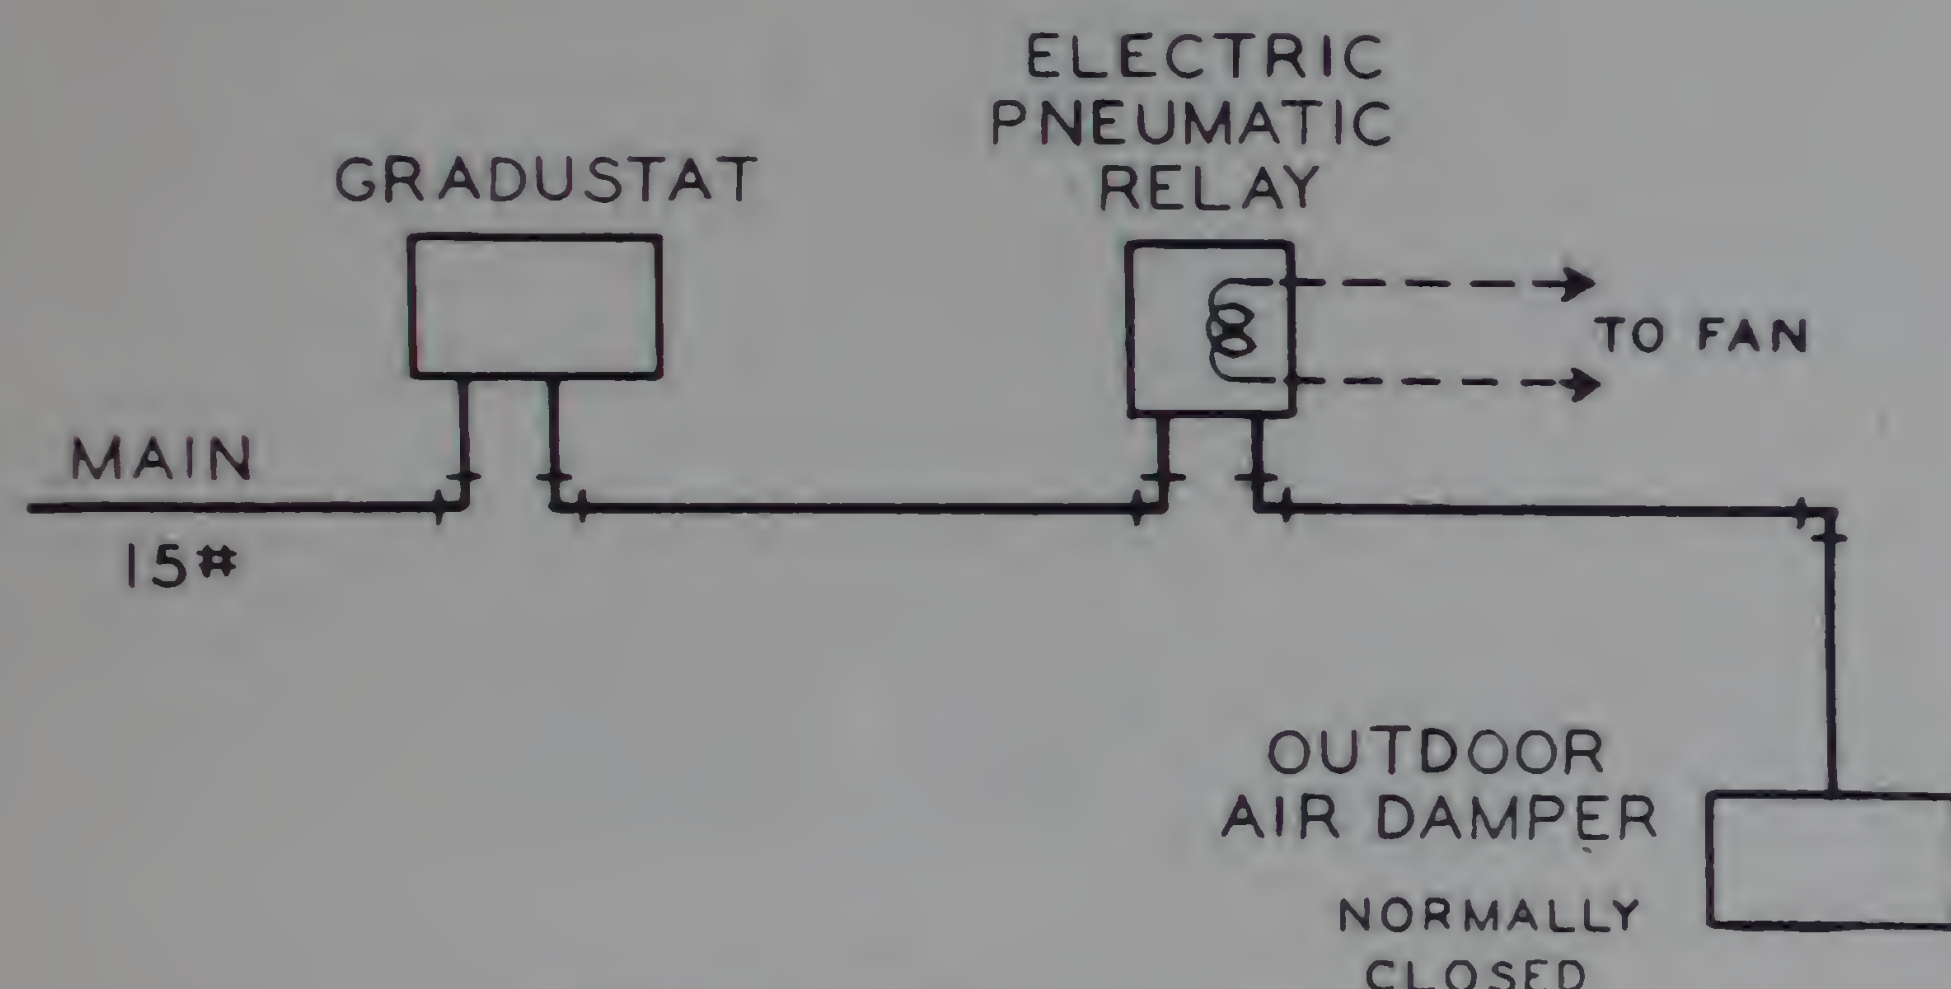 ELECTRIC
PNEUMATIC
RELAY
GRADUSTAT
TO FAN
MAIN
15#
OUTDOOR
AIR DAMPER
NORMALLY
CLOSED